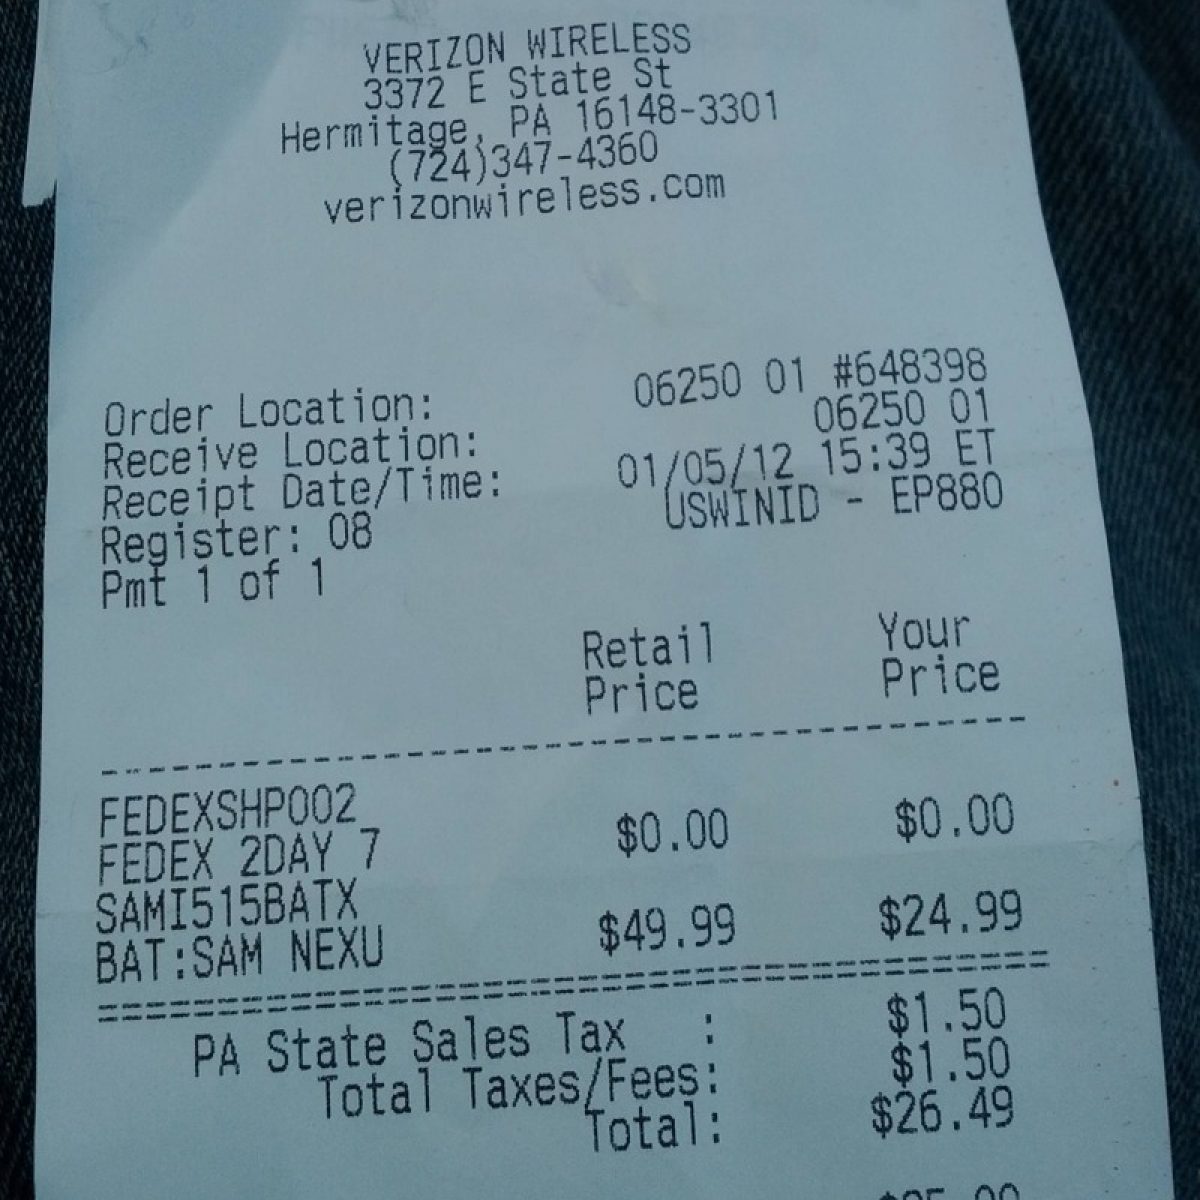 VERIZON WIRELESS
3372 E State St
Hermitage, PA 16148-3301
(724)347-4360
verizonwireless.com
Order Location: 06250 01 #648398
Receive Location: 06250 01
Receipt Date/Time: 01/05/12 15:39 ET
Register: 08 USWINID - EP880
Pmt 1 of 1
Retail Your
Price Price
FEDEXSHP002
FEDEX 2DAY 7 $0.00 $0.00
SAMI515BATX
BAT:SAM NEXU $49.99 $24.99
PA State Sales Tax : $1.50
Total Taxes/Fees: $1.50
Total: $26.49